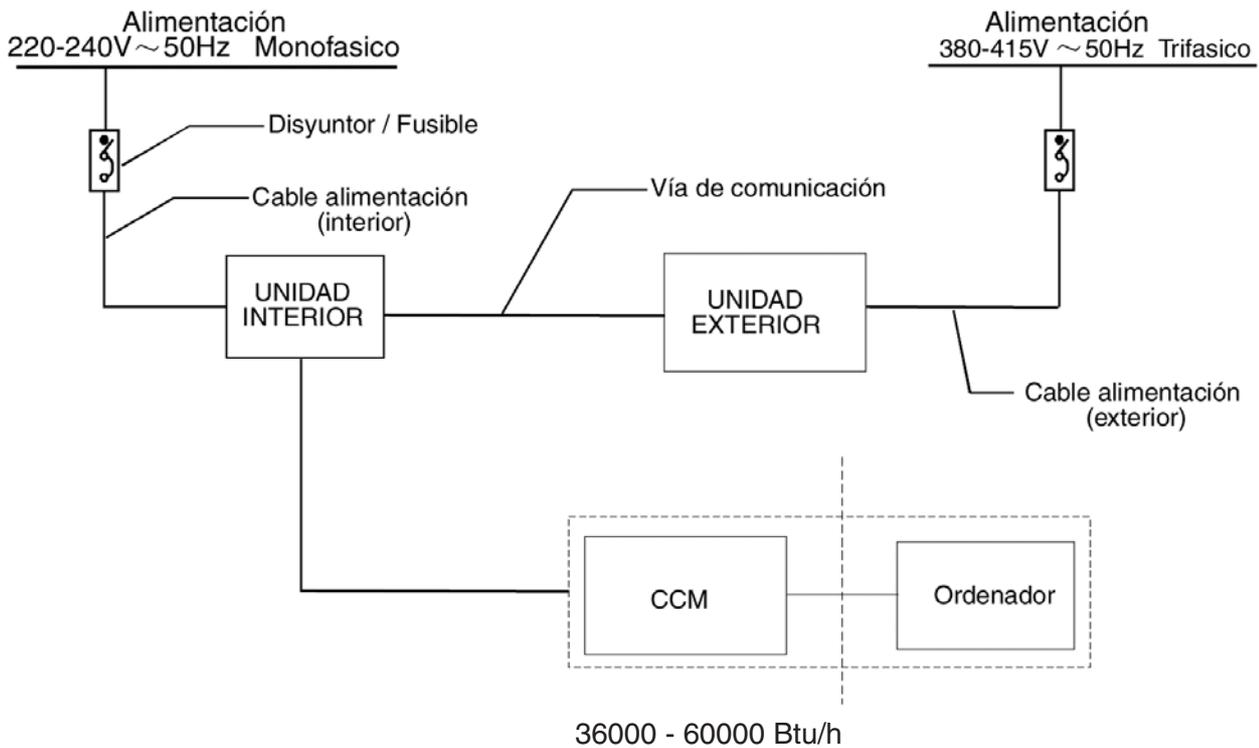 Alimentación
220-240V～50Hz Monofasico
Alimentación
380-415V ～50Hz Trifasico
Disyuntor / Fusible
Cable alimentación
(interior)
Vía de comunicación
UNIDAD
INTERIOR
UNIDAD
EXTERIOR
Cable alimentación
(exterior)
CCM
Ordenador
36000 - 60000 Btu/h